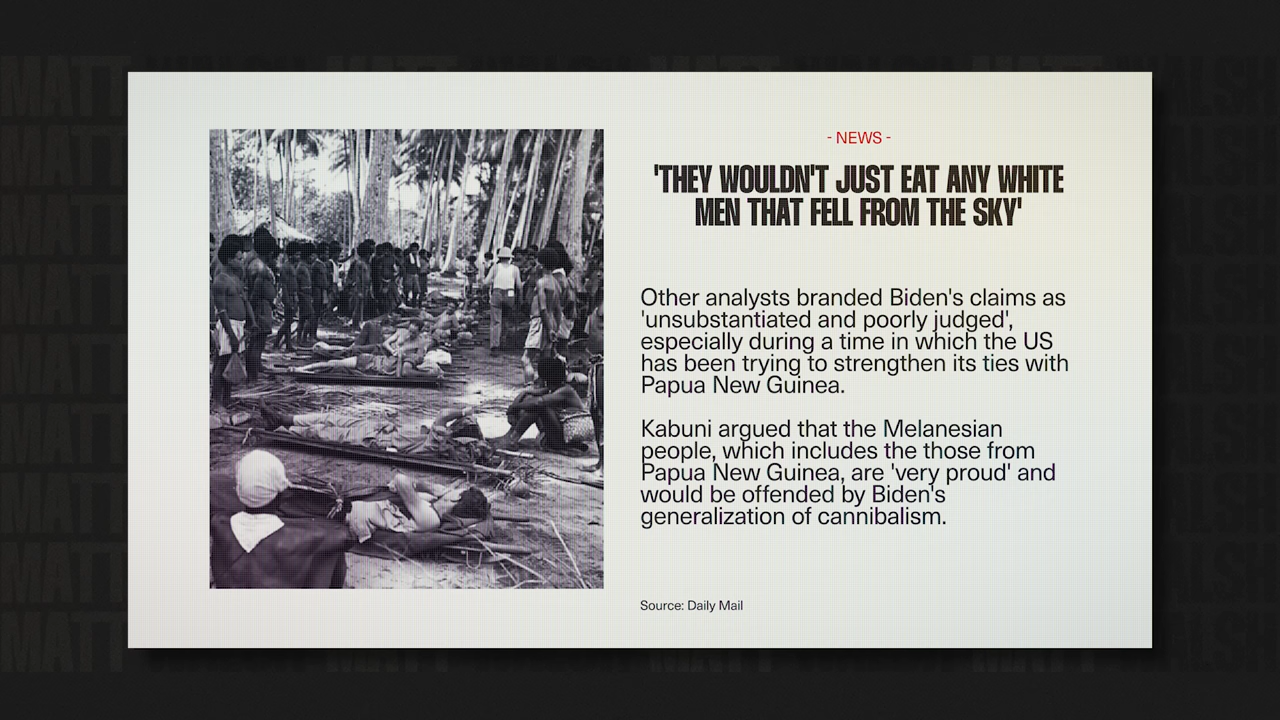 - NEWS -
'THEY WOULDN'T JUST EAT ANY WHITE
MEN THAT FELL FROM THE SKY'
Other analysts branded Biden's claims as
'unsubstantiated and poorly judged',
especially during a time in which the US
has been trying to strengthen its ties with
Papua New Guinea.
Kabuni argued that the Melanesian
people, which includes the those from
Papua New Guinea, are 'very proud' and
would be offended by Biden's
generalization of cannibalism.
Source: Daily Mail